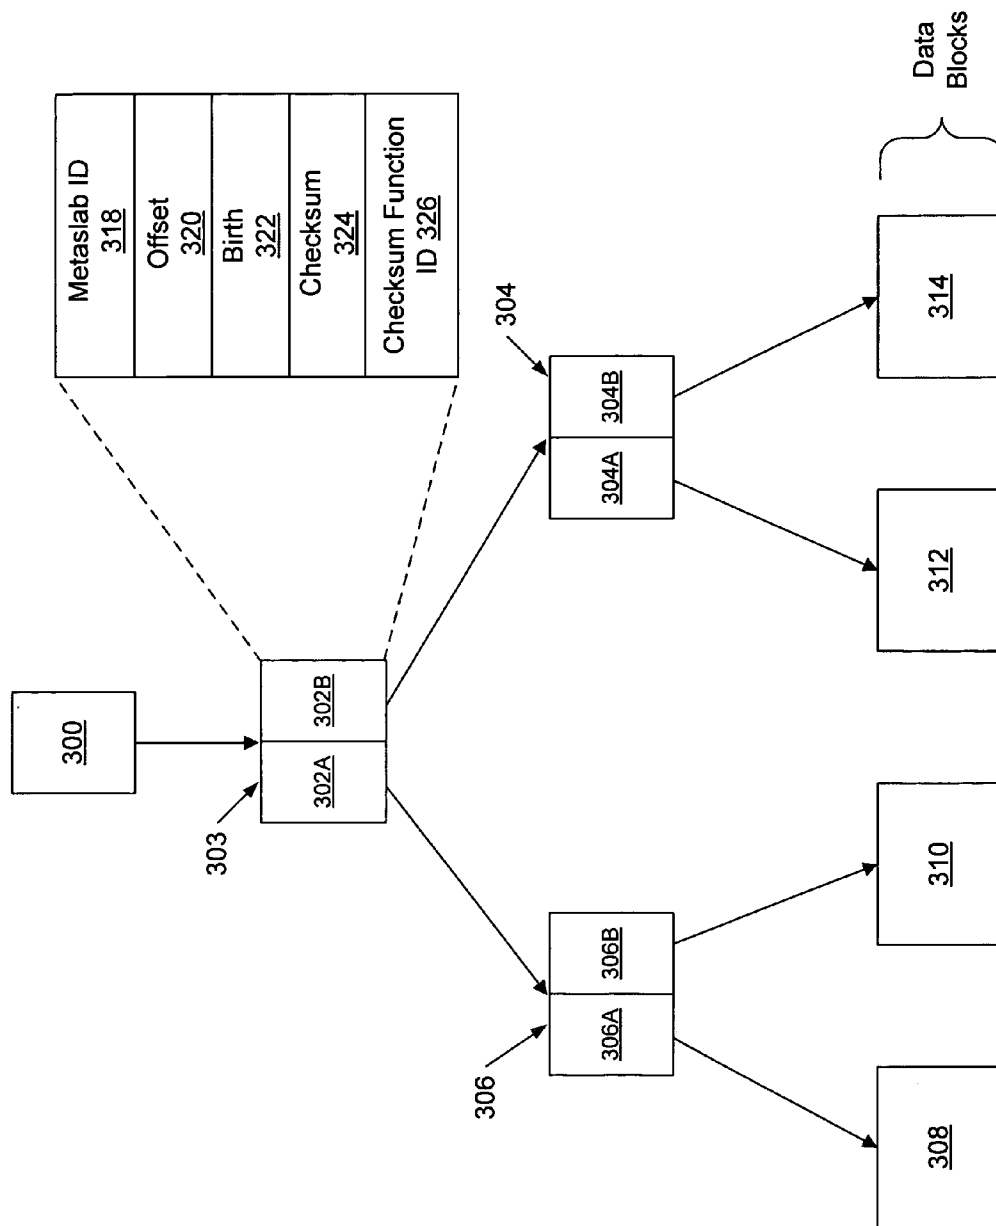 300
303
302A
302B
Metaslab ID
318
Offset
320
Birth
322
Checksum
324
Checksum Function
ID 326
306
306A
306B
304
304A
304B
308
310
312
314
Data
Blocks